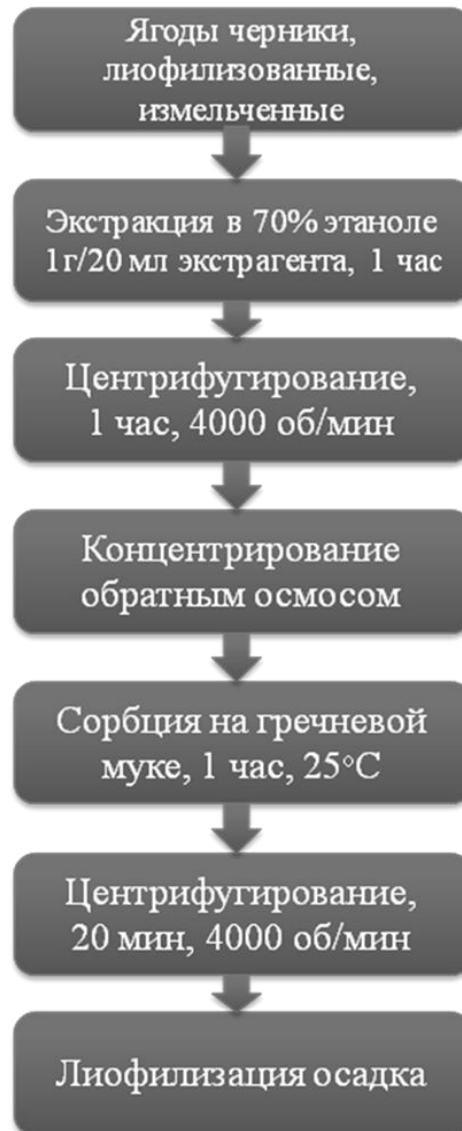 Ягоды черники,
лиофилизованные,
измельченные
Экстракция в 70% этаноле
1г/20 мл экстрагента, 1 час
Центрифугирование,
1 час, 4000 об/мин
Концентрирование
обратным осмосом
Сорбция на гречневой
муке, 1 час, 25°С
Центрифугирование,
20 мин, 4000 об/мин
Лиофилизация осадка